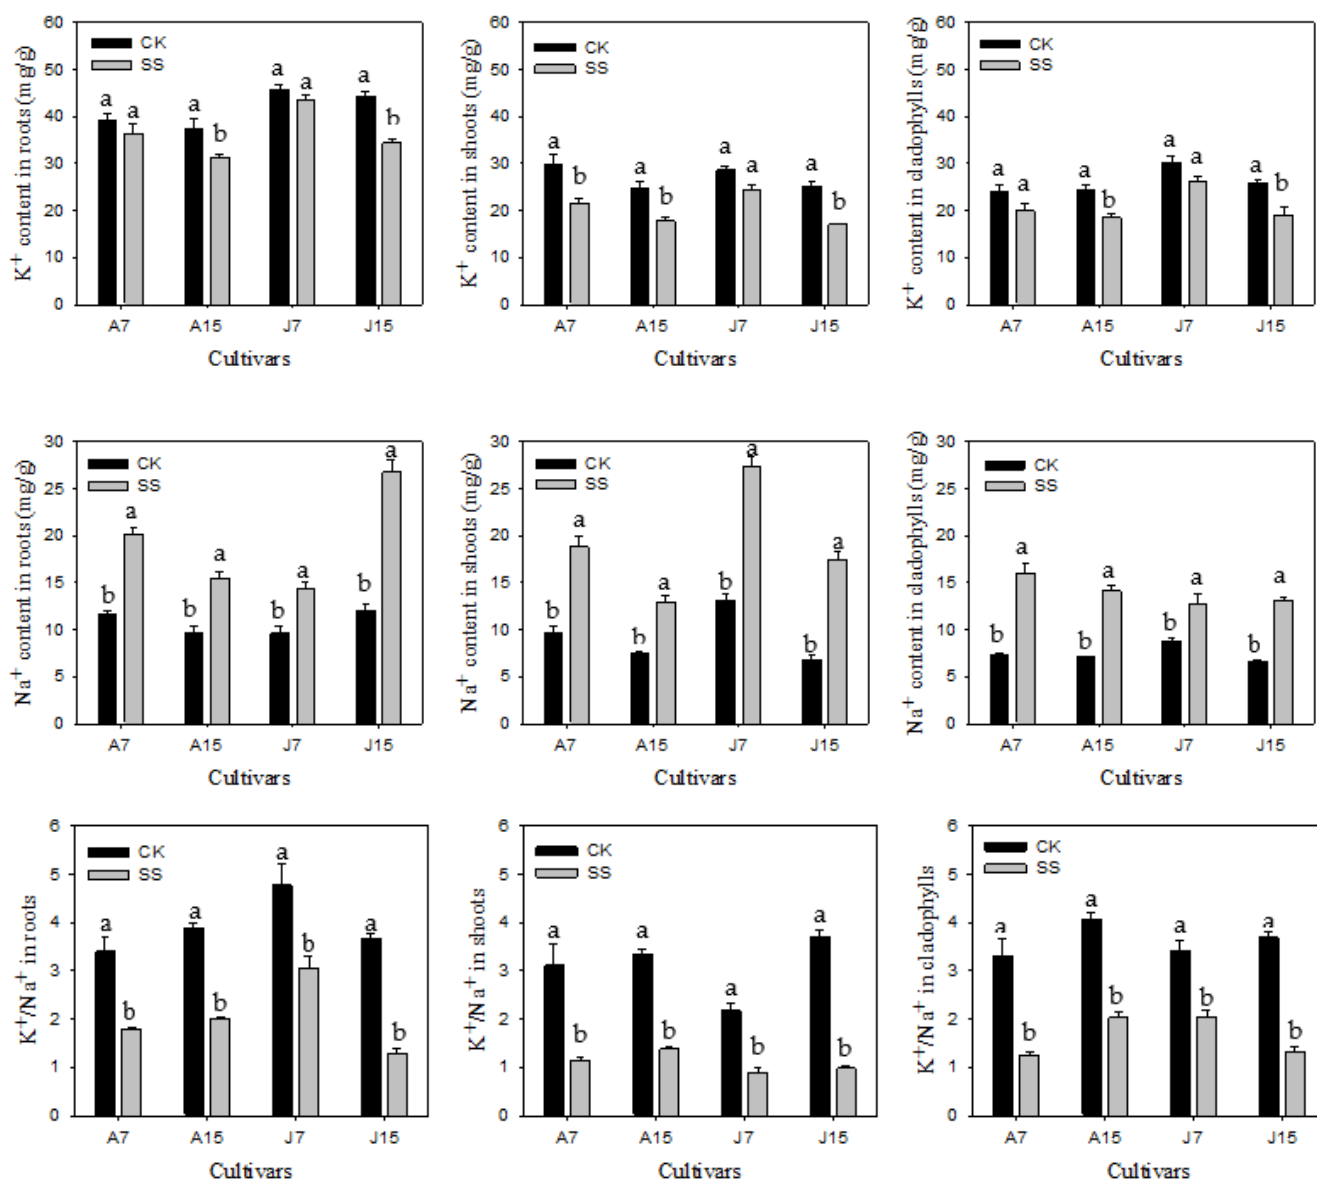 K+ content in roots (mg/g)
60
50
40
30
20
10
0
CK
SS
a
a
a
b
a
a
a
b
A7
A15
J7
J15
Cultivars
K+ content in shoots (mg/g)
60
50
40
30
20
10
0
CK
SS
a
b
a
b
a
a
a
b
A7
A15
J7
J15
Cultivars
K+ content in cladophylls (mg/g)
60
50
40
30
20
10
0
CK
SS
a
a
a
b
a
a
a
b
A7
A15
J7
J15
Cultivars
Na+ content in roots (mg/g)
30
25
20
15
10
5
0
CK
SS
b
a
b
a
b
a
b
a
A7
A15
J7
J15
Cultivars
Na+ content in shoots (mg/g)
30
25
20
15
10
5
0
CK
SS
b
a
b
a
b
a
b
a
A7
A15
J7
J15
Cultivars
Na+ content in cladophylls (mg/g)
30
25
20
15
10
5
0
CK
SS
b
a
b
a
b
a
b
a
A7
A15
J7
J15
Cultivars
K+/Na+ in roots
6
5
4
3
2
1
0
CK
SS
a
b
a
b
a
b
a
b
A7
A15
J7
J15
Cultivars
K+/Na+ in shoots
6
5
4
3
2
1
0
CK
SS
a
b
a
b
a
b
a
b
A7
A15
J7
J15
Cultivars
K+/Na+ in cladophylls
6
5
4
3
2
1
0
CK
SS
a
b
a
b
a
b
a
b
A7
A15
J7
J15
Cultivars